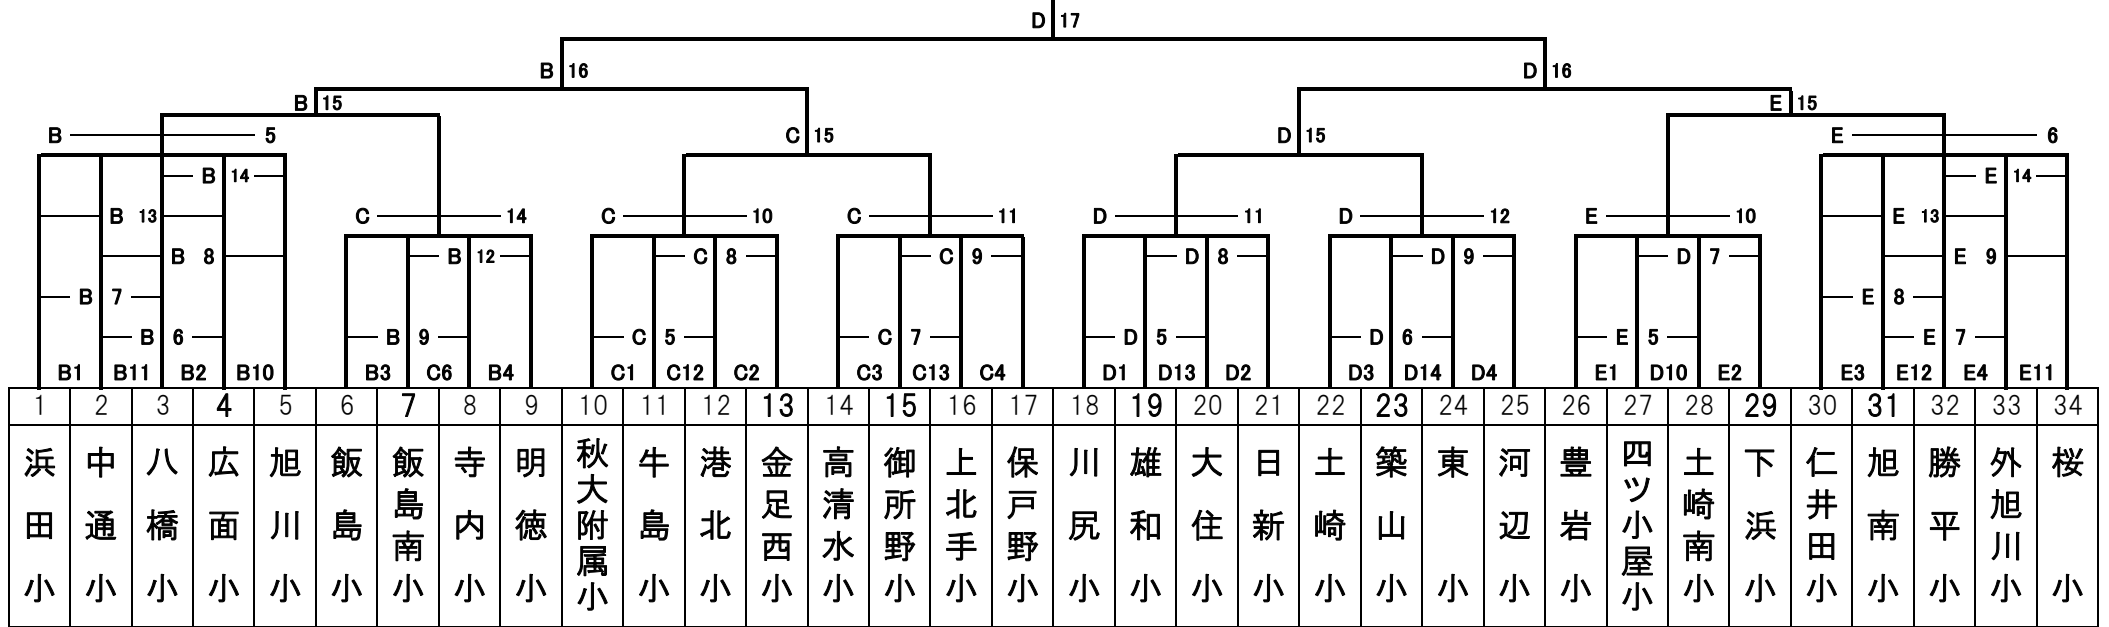 D 17
B 16 D 16
B 15 E 15
B 5 C 15 D 15 E 6
B 14 E 14
B 13 C 14 C 10 C 11 D 11 D 12 E 10 E 13
B 8 B 12 C 8 C 9 D 8 D 9 D 7 E 9
B 7 E 8
B 6 B 9 C 5 C 7 D 5 D 6 E 5 E 7
B1 B11 B2 B10 B3 C6 B4 C1 C12 C2 C3 C13 C4 D1 D13 D2 D3 D14 D4 E1 D10 E2 E3 E12 E4 E11
1 2 3 4 5 6 7 8 9 10 11 12 13 14 15 16 17 18 19 20 21 22 23 24 25 26 27 28 29 30 31 32 33 34
浜田小
中通小
八橋小
広面小
旭川小
飯島小
飯島南小
寺内小
明徳小
秋大附属小
牛島小
港北小
金足西小
高清水小
御所野小
上北手小
保戸野小
川尻小
雄和小
大住小
日新小
土崎小
築山小
東小
河辺小
豊岩小
四ツ小屋小
土崎南小
下浜小
仁井田小
旭南小
勝平小
外旭川小
桜小